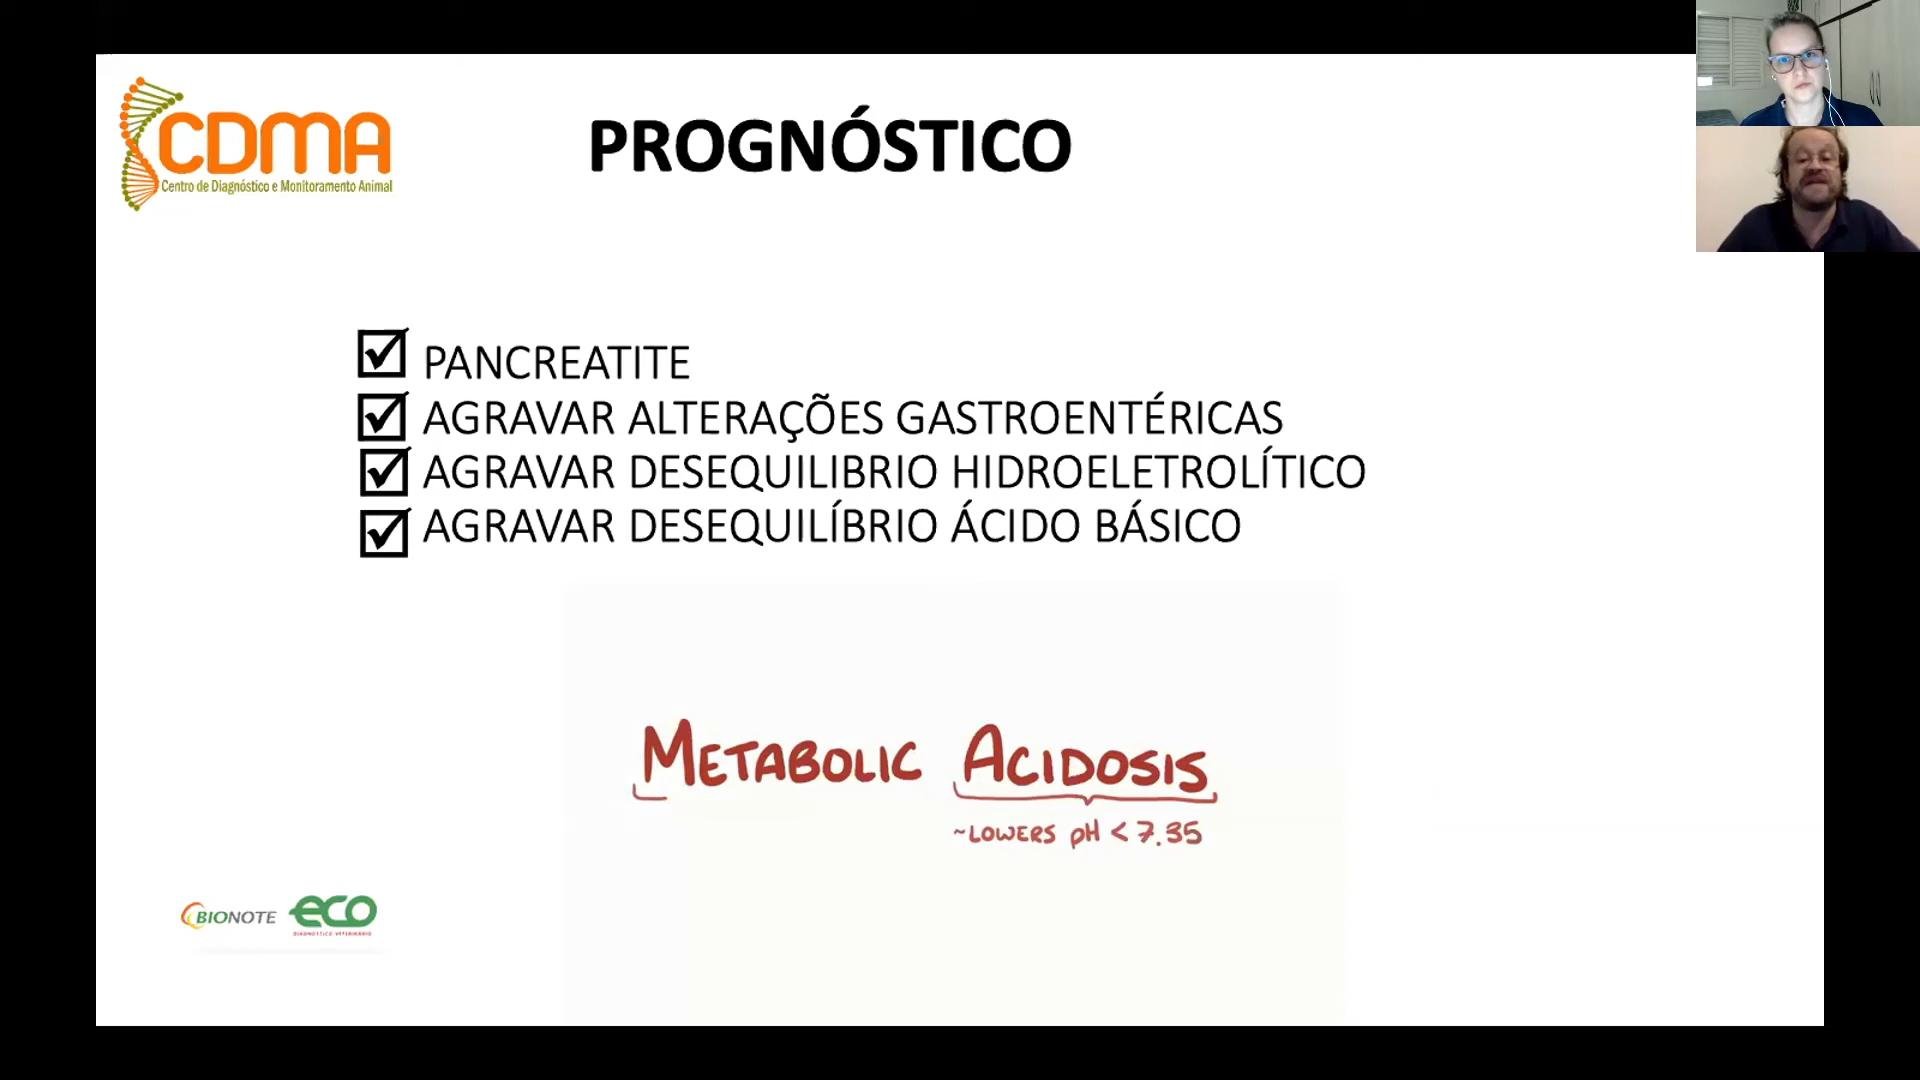 CDMA
Centro de Diagnóstico e Monitoramento Animal
PROGNÓSTICO
PANCREATITE
AGRAVAR ALTERAÇÕES GASTROENTÉRICAS
AGRAVAR DESEQUILIBRIO HIDROELETROLÍTICO
AGRAVAR DESEQUILÍBRIO ÁCIDO BÁSICO
METABOLIC ACIDOSIS
~LOWERS pH < 7.35
BIONOTE eco
DIAGNÓSTICO VETERINÁRIO